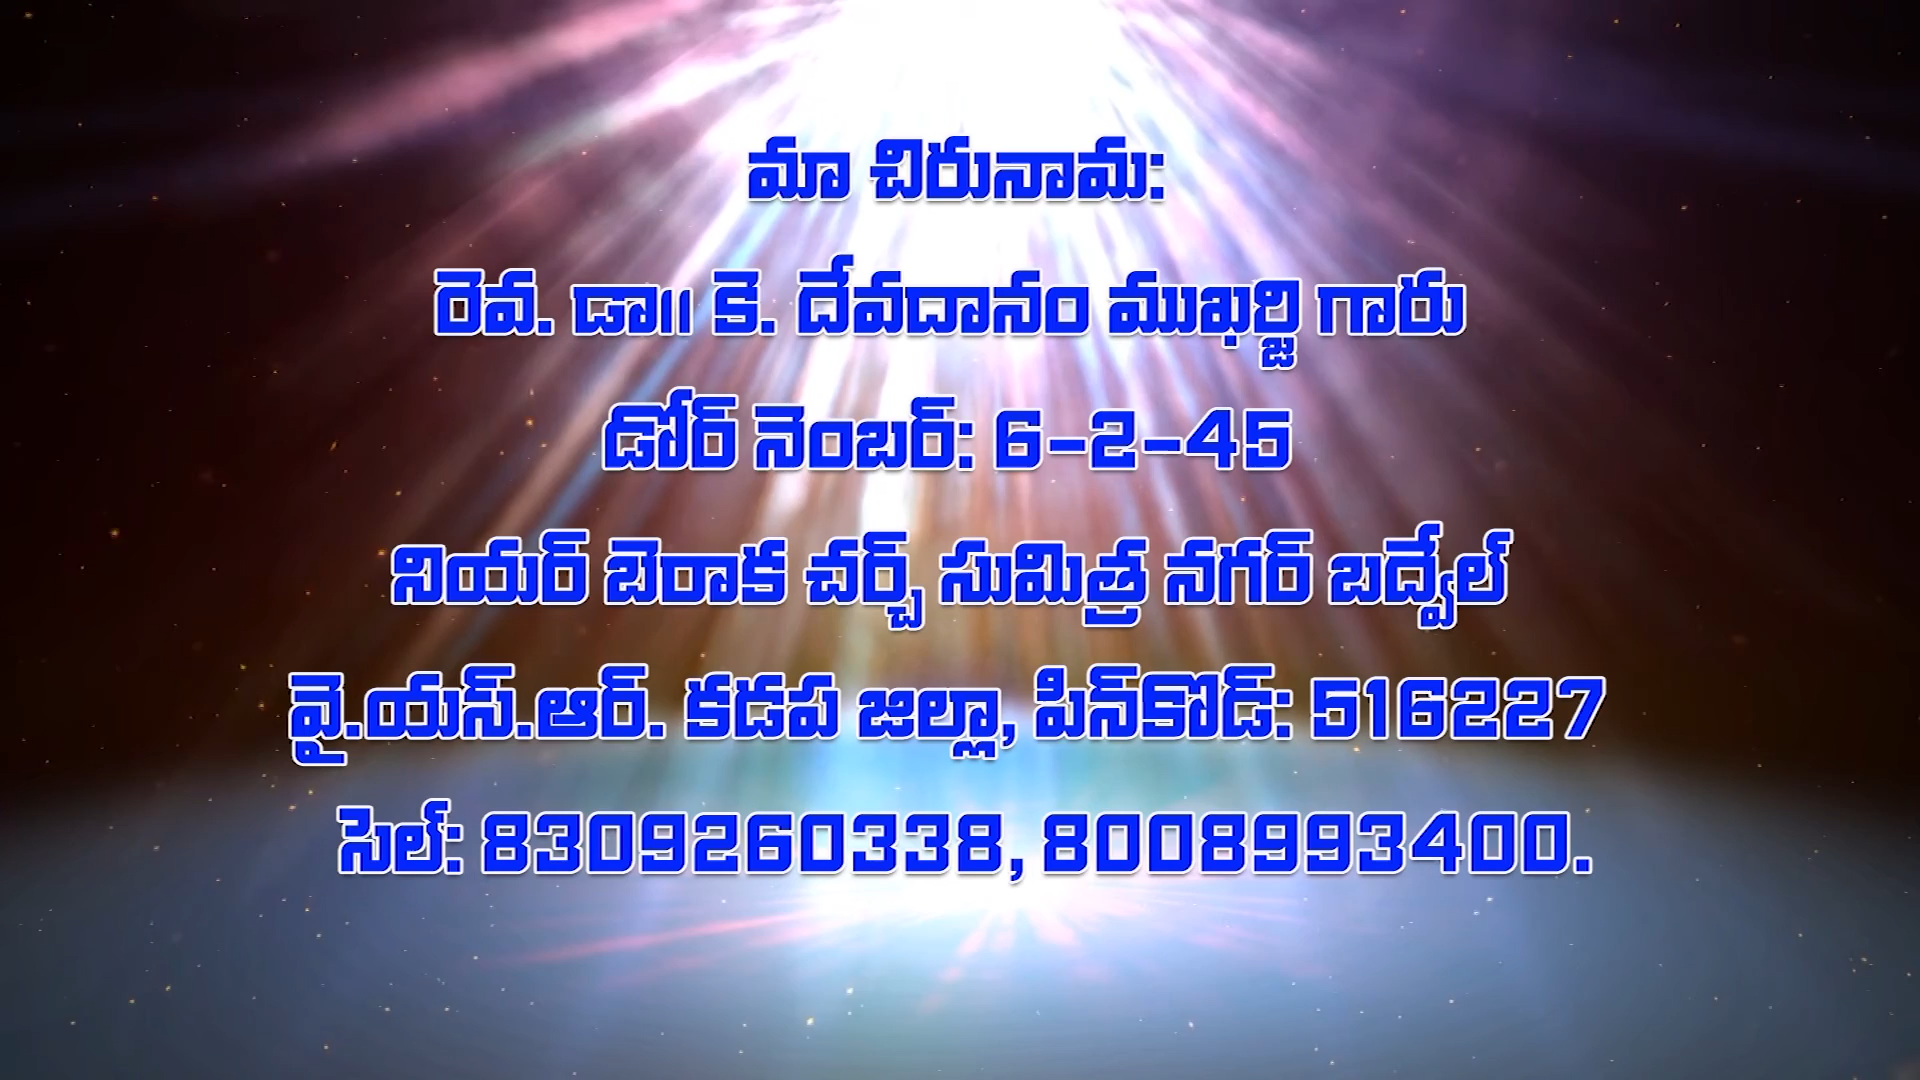 మా చిరునామ:
రెవ. డా॥ కె. దేవదానం ముఖర్జి గారు
డోర్ నెంబర్: 6-2-45
నియర్ బెరాక చర్చ్ సుమిత్ర నగర్ బద్వేల్
వై.యస్.ఆర్. కడప జిల్లా, పిన్‌కొడ్: 516227
సెల్: 8309260338, 8008993400.